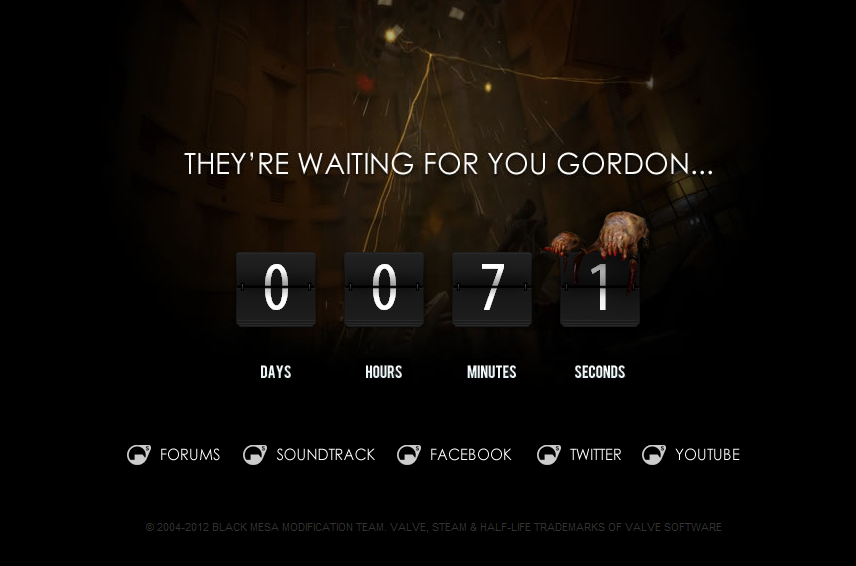 THEY'RE WAITING FOR YOU GORDON...
0 0 7 1
DAYS HOURS MINUTES SECONDS
FORUMS SOUNDTRACK FACEBOOK TWITTER YOUTUBE
© 2004-2012 BLACK MESA MODIFICATION TEAM. VALVE, STEAM & HALF-LIFE TRADEMARKS OF VALVE SOFTWARE